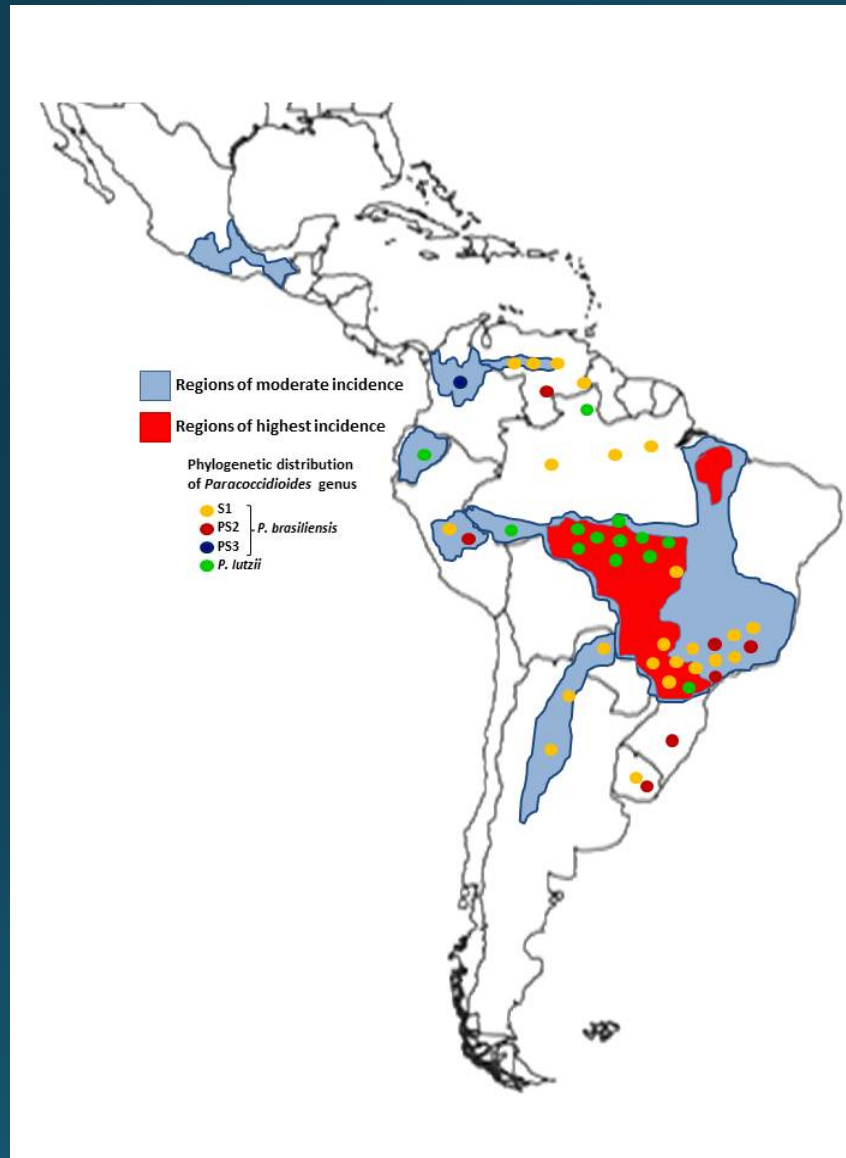 Regions of moderate incidence
Regions of highest incidence
Phylogenetic distribution
of Paracoccidioides genus
S1
PS2 P. brasiliensis
PS3
P. lutzii